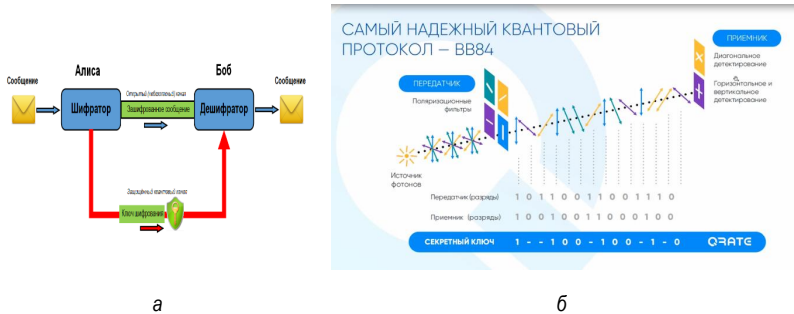 Алиса
Боб
Сообщение
Открытый (небезопасный) канал
Сообщение
Шифратор
Зашифрованное сообщение
Дешифратор
Защищённый квантовый канал
Ключ шифрования
а
САМЫЙ НАДЕЖНЫЙ КВАНТОВЫЙ
ПРОТОКОЛ – BB84
ПРИЕМНИК
Диагональное
детектирование
Горизонтальное и
вертикальное
детектирование
ПЕРЕДАТЧИК
Поляризационные
фильтры
Источник
фотонов
Передатчик (разряды) 1 0 1 1 0 0 1 1 0 0 1 1 1 0
Приемник (разряды) 1 0 0 1 0 0 1 1 0 0 0 1 0 0
СЕКРЕТНЫЙ КЛЮЧ 1 - - 1 0 0 - 1 0 0 - 1 - 0 QRATE
б